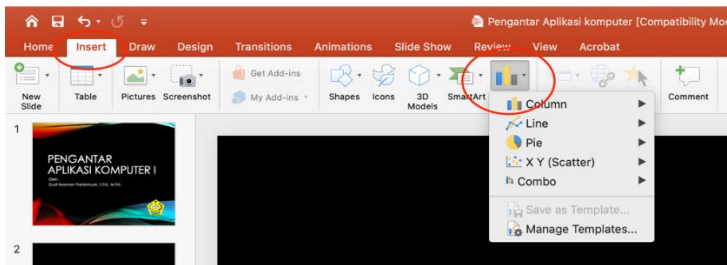 Pengantar Aplikasi komputer [Compatibility Mo
Home Insert Draw Design Transitions Animations Slide Show Review View Acrobat
Get Add-ins
My Add-ins
New Slide
Table
Pictures
Screenshot
Shapes
Icons
3D Models
SmartArt
Comment
Column
Line
Pie
X Y (Scatter)
Combo
Save as Template...
Manage Templates...
1
PENGANTAR
APLIKASI KOMPUTER I
Oleh:
2